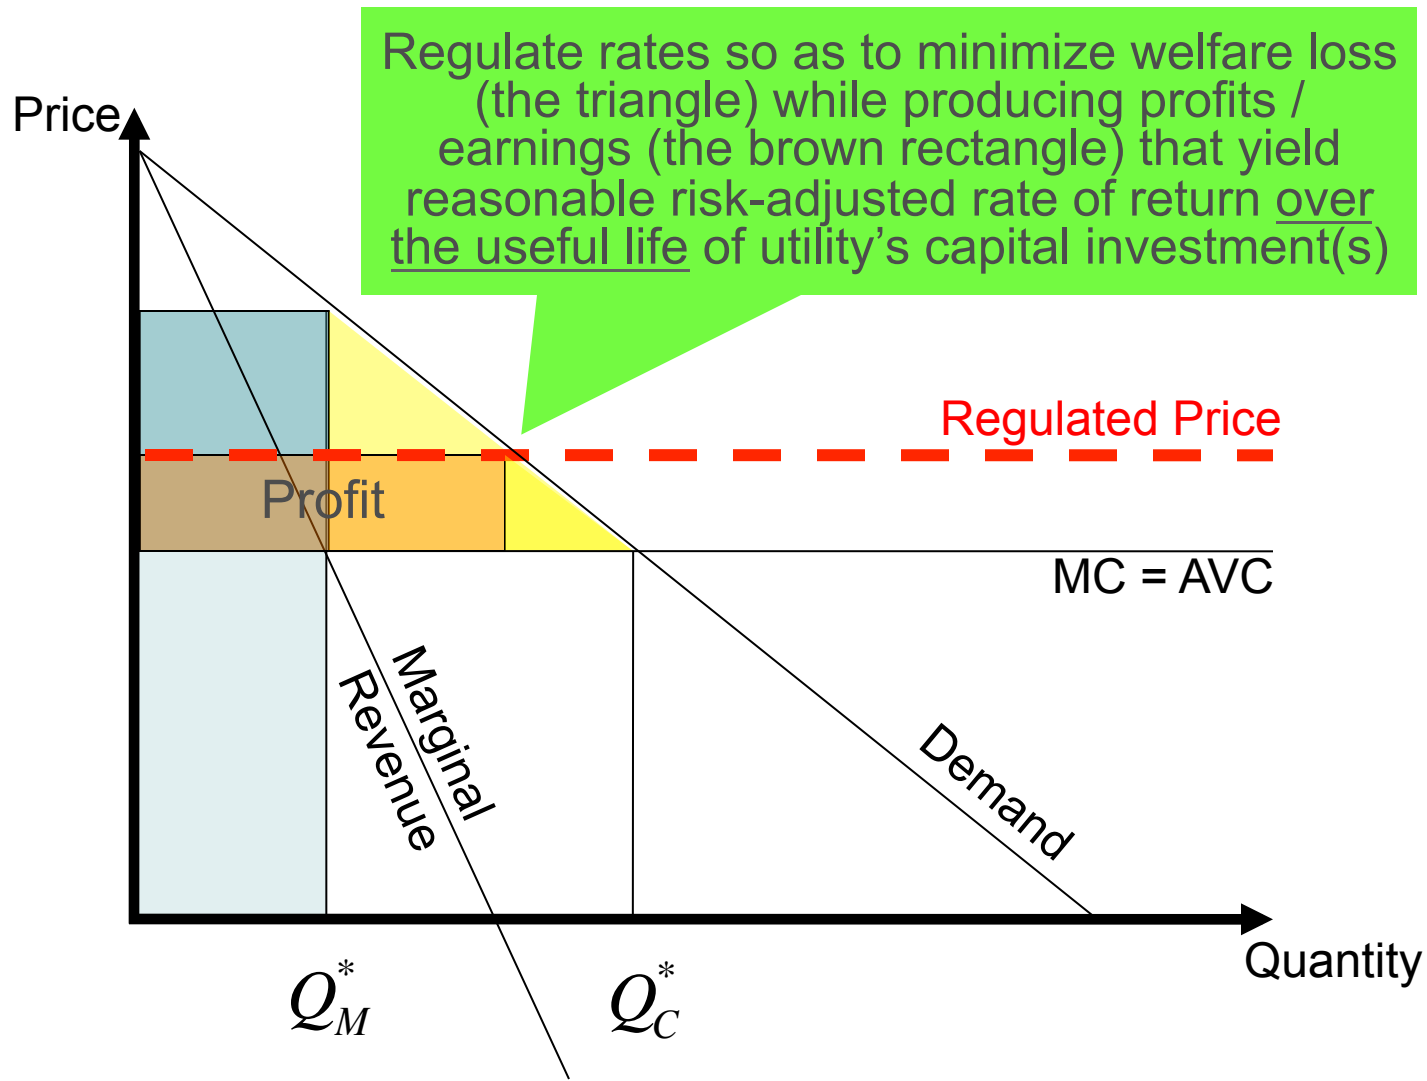 Regulate rates so as to minimize welfare loss
(the triangle) while producing profits /
earnings (the brown rectangle) that yield
reasonable risk-adjusted rate of return over
the useful life of utility’s capital investment(s)
Price
Regulated Price
Profit
MC = AVC
Marginal
Revenue
Demand
Quantity
Q*M
Q*C